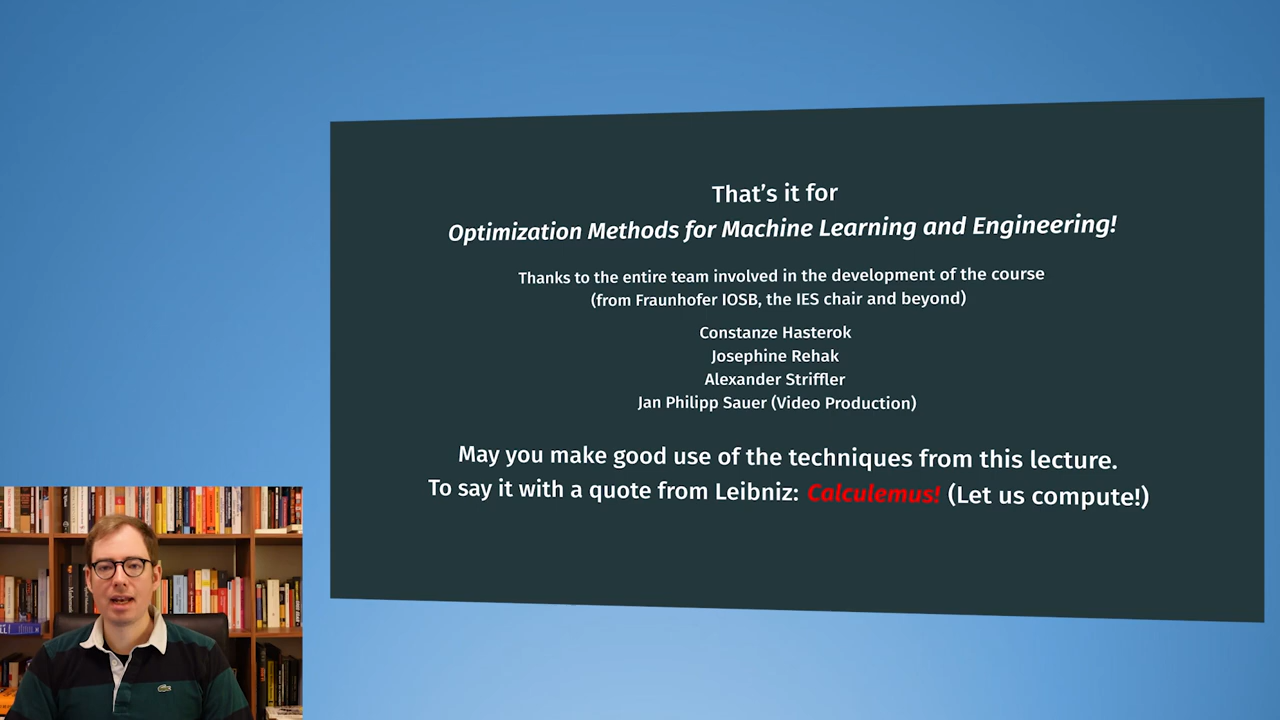 That's it for
Optimization Methods for Machine Learning and Engineering!
Thanks to the entire team involved in the development of the course
(from Fraunhofer IOSB, the IES chair and beyond)
Constanze Hasterok
Josephine Rehak
Alexander Striffler
Jan Philipp Sauer (Video Production)
May you make good use of the techniques from this lecture.
To say it with a quote from Leibniz: Calculemus! (Let us compute!)